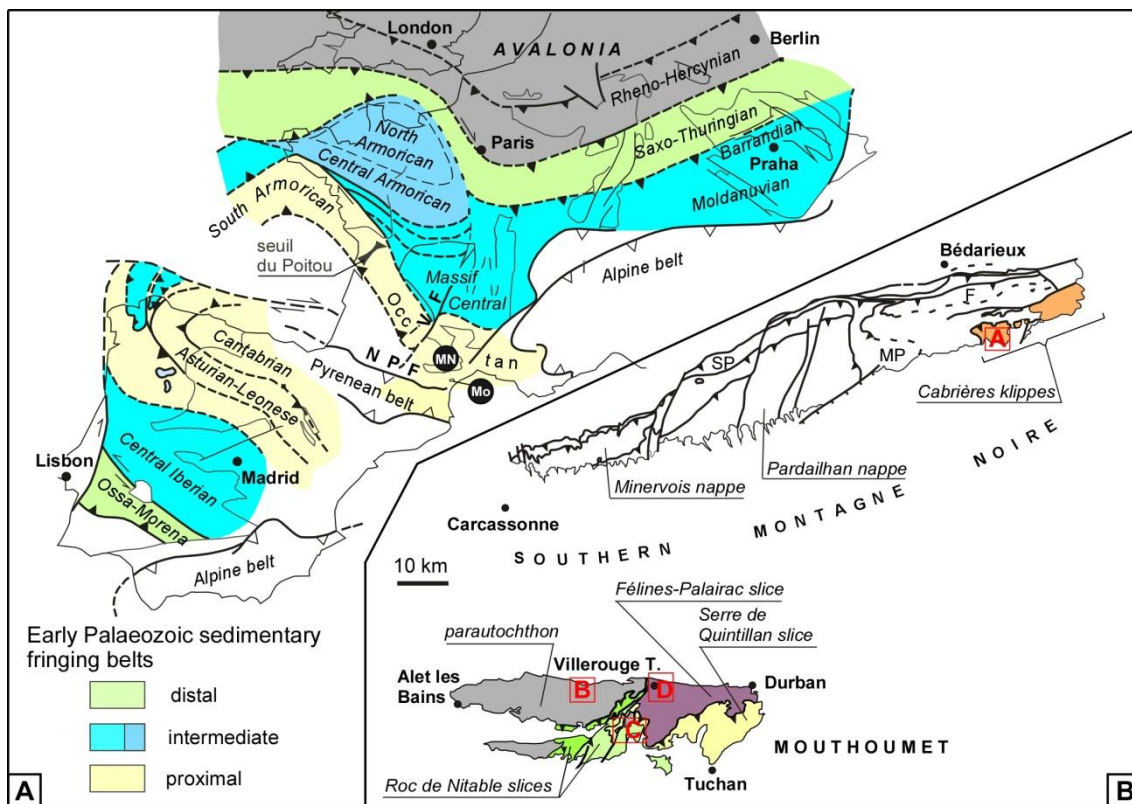 London
AVALONIA
Berlin
Rheno-Hercynian
North
Armorican
Paris
Saxo-Thuringian
Barrandian
Central Armorican
Praha
Moldanuvian
South Armorican
seuil
du Poitou
Massif
Central
Alpine belt
Bédarieux
F
Occi
tan
F
A
MN
N P F
SP
MP
Cantabrian
Pyrenean belt
Mo
Cabrières klippes
Asturian-Leonese
Central Iberian
Lisbon
Madrid
Pardailhan nappe
Minervois nappe
Ossa-Morena
Carcassonne
SOUTHERN MONTAGNE NOIRE
Alpine belt
10 km
Félines-Palairac slice
Serre de
Quintillan slice
Early Palaeozoic sedimentary
fringing belts
parautochthon
Villerouge T.
Alet les
Bains
B
D
Durban
distal
C
intermediate
MOUTHOUMET
proximal
Roc de Nitable slices
Tuchan
A
B